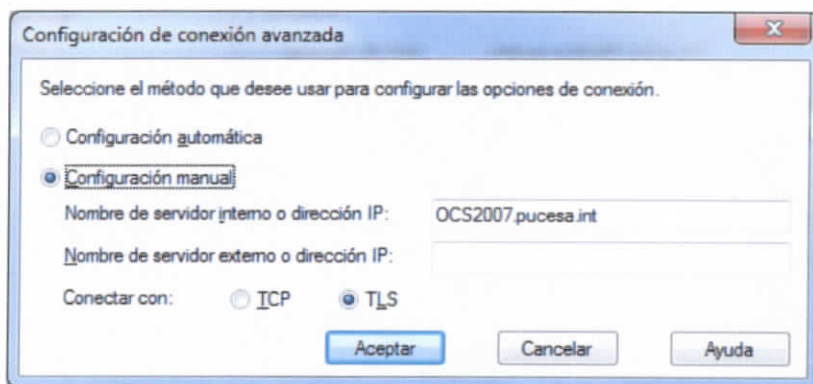 Configuración de conexión avanzada
Seleccione el método que desee usar para configurar las opciones de conexión.
Configuración automática
Configuración manual
Nombre de servidor interno o dirección IP: OCS2007.pucesa.int
Nombre de servidor externo o dirección IP:
Conectar con: TCP TLS
Aceptar Cancelar Ayuda